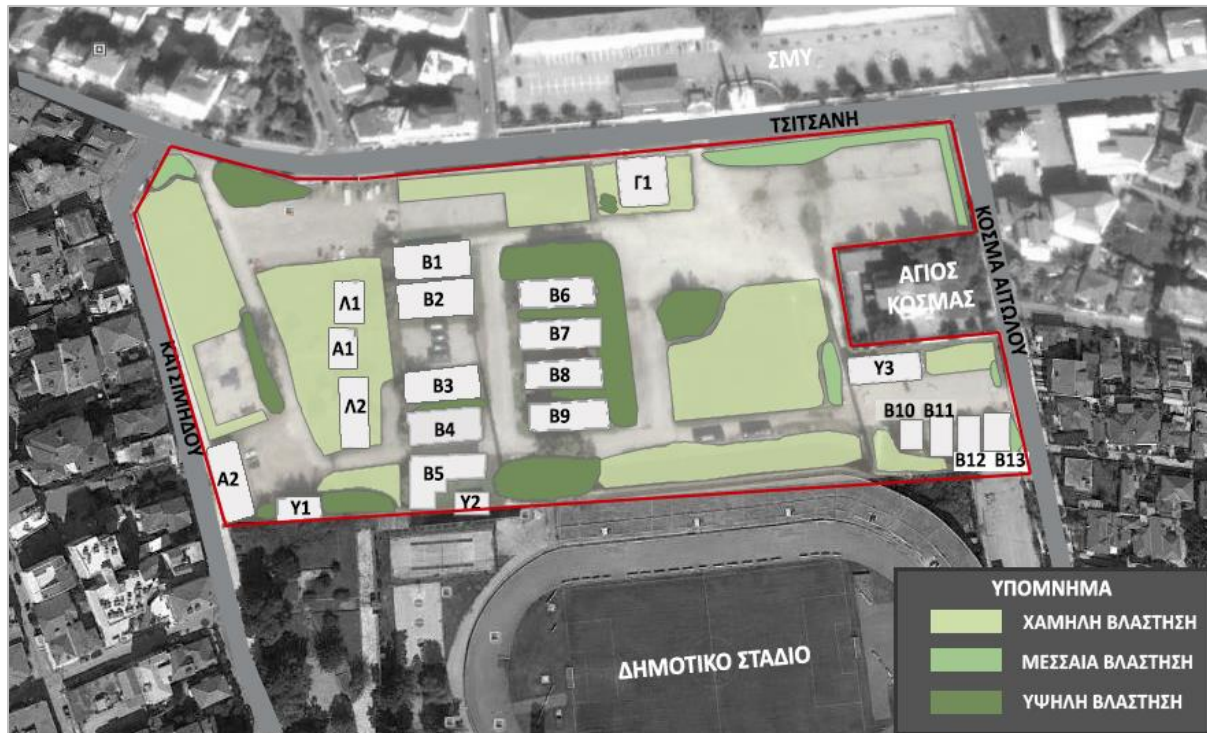 ΣΜΥ
ΤΣΙΤΣΑΝΗ
Γ1
ΚΟΣΜΑ ΑΙΤΩΛΟΥ
ΑΓΙΟΣ
ΚΟΣΜΑΣ
Β1
Β2
Β6
Λ1
Α1
Β7
Λ2
Β3
Β8
Υ3
Β4
Β9
Β10
Β11
Β12
Β13
ΚΑΤΣΙΜΗΔΟΥ
Α2
Β5
Υ1
Υ2
ΔΗΜΟΤΙΚΟ ΣΤΑΔΙΟ
ΥΠΟΜΝΗΜΑ
ΧΑΜΗΛΗ ΒΛΑΣΤΗΣΗ
ΜΕΣΣΑΙΑ ΒΛΑΣΤΗΣΗ
ΥΨΗΛΗ ΒΛΑΣΤΗΣΗ